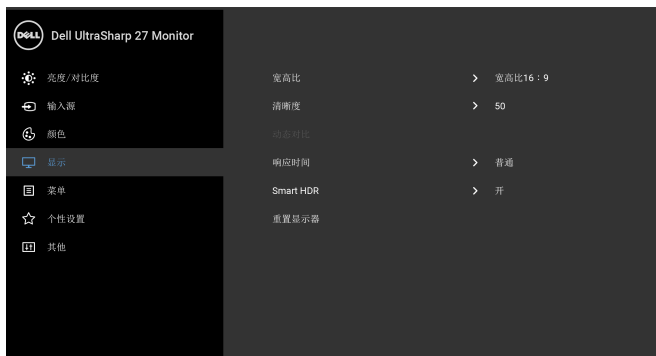 DELL Dell UltraSharp 27 Monitor
亮度/对比度
输入源
颜色
显示
菜单
个性设置
其他
宽高比 宽高比16：9
清晰度 50
动态对比
响应时间 普通
Smart HDR 开
重置显示器